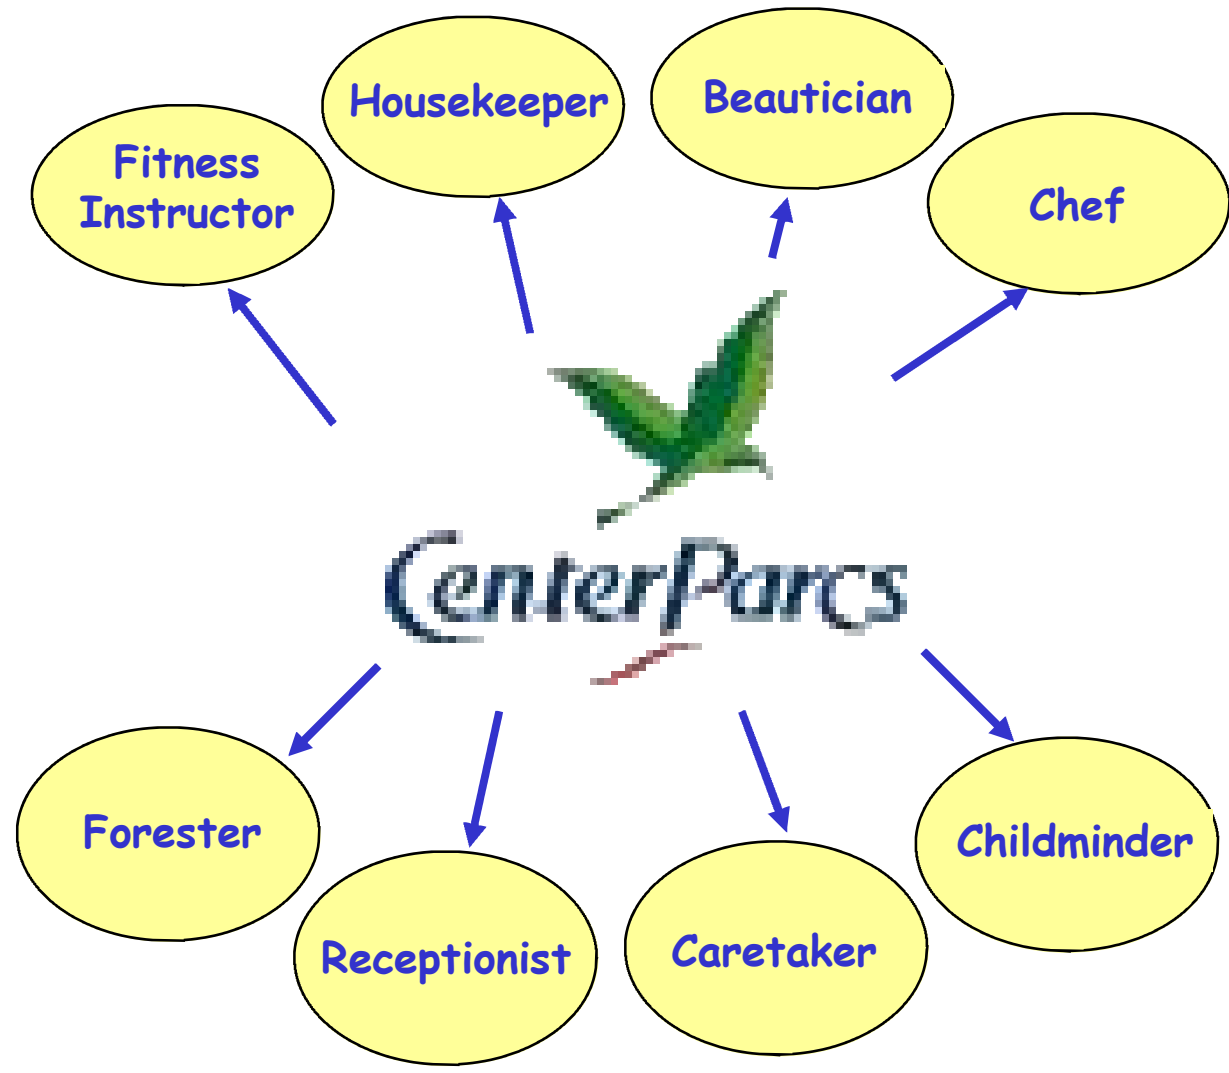 Housekeeper
Beautician
Fitness
Instructor
Chef
CenterParcs
Forester
Childminder
Receptionist
Caretaker